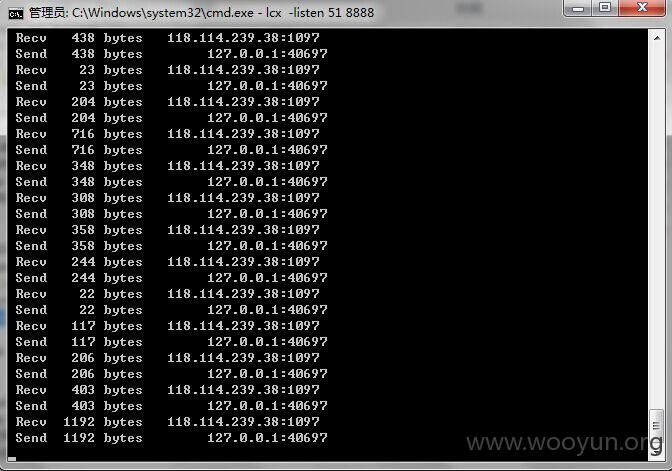 管理员: C:\Windows\system32\cmd.exe - lcx  -listen 51 8888
Recv   438 bytes   118.114.239.38:1097
Send   438 bytes        127.0.0.1:40697
Recv    23 bytes   118.114.239.38:1097
Send    23 bytes        127.0.0.1:40697
Recv   204 bytes   118.114.239.38:1097
Send   204 bytes        127.0.0.1:40697
Recv   716 bytes   118.114.239.38:1097
Send   716 bytes        127.0.0.1:40697
Recv   348 bytes   118.114.239.38:1097
Send   348 bytes        127.0.0.1:40697
Recv   308 bytes   118.114.239.38:1097
Send   308 bytes        127.0.0.1:40697
Recv   358 bytes   118.114.239.38:1097
Send   358 bytes        127.0.0.1:40697
Recv   244 bytes   118.114.239.38:1097
Send   244 bytes        127.0.0.1:40697
Recv    22 bytes   118.114.239.38:1097
Send    22 bytes        127.0.0.1:40697
Recv   117 bytes   118.114.239.38:1097
Send   117 bytes        127.0.0.1:40697
Recv   206 bytes   118.114.239.38:1097
Send   206 bytes        127.0.0.1:40697
Recv   403 bytes   118.114.239.38:1097
Send   403 bytes        127.0.0.1:40697
Recv  1192 bytes   118.114.239.38:1097
Send  1192 bytes        127.0.0.1:40697
www.wooyun.org